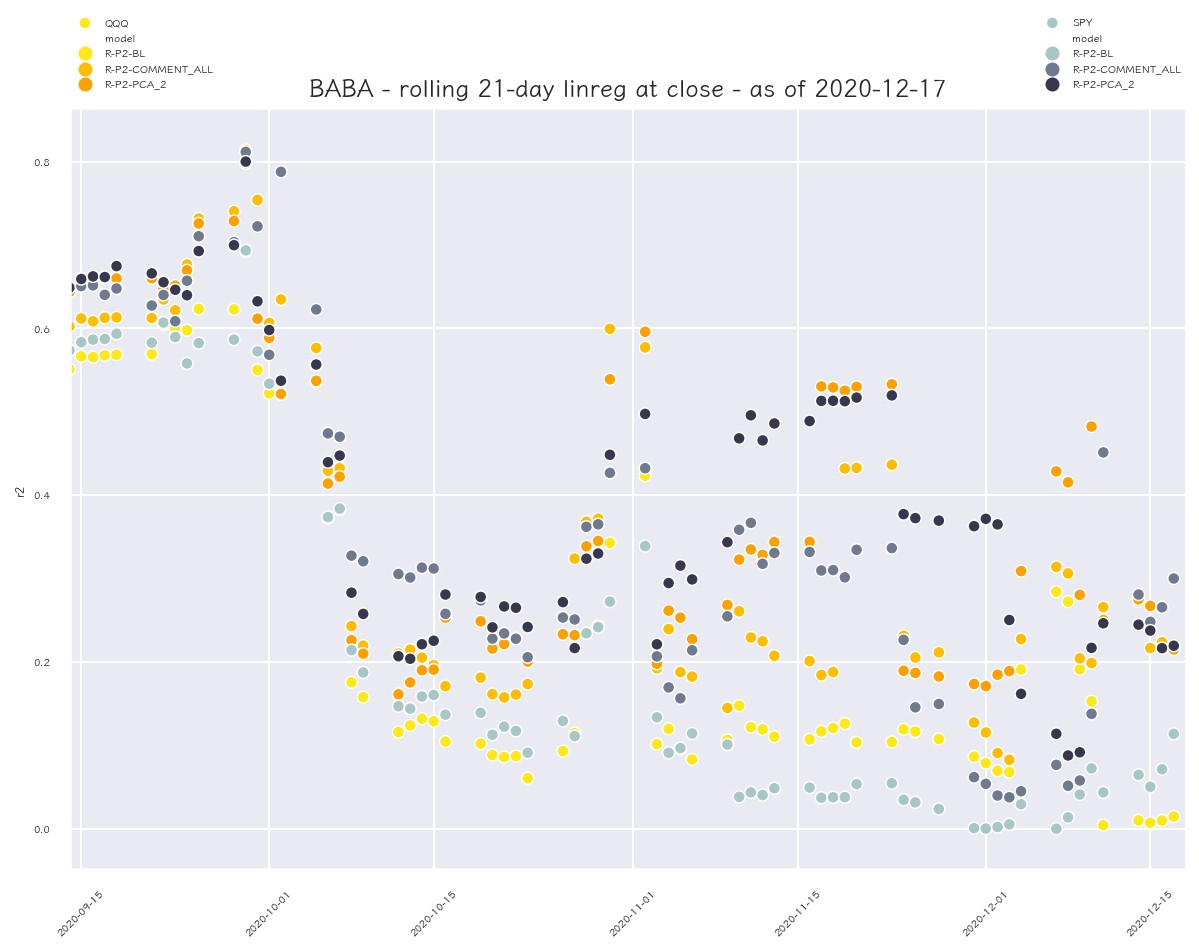 QQQ
model
R-P2-BL
R-P2-COMMENT_ALL
R-P2-PCA_2
SPY
model
R-P2-BL
R-P2-COMMENT_ALL
R-P2-PCA_2
BABA - rolling 21-day linreg at close - as of 2020-12-17
0.8
0.6
0.4
0.2
0.0
r2
2020-09-15
2020-10-01
2020-10-15
2020-11-01
2020-11-15
2020-12-01
2020-12-15